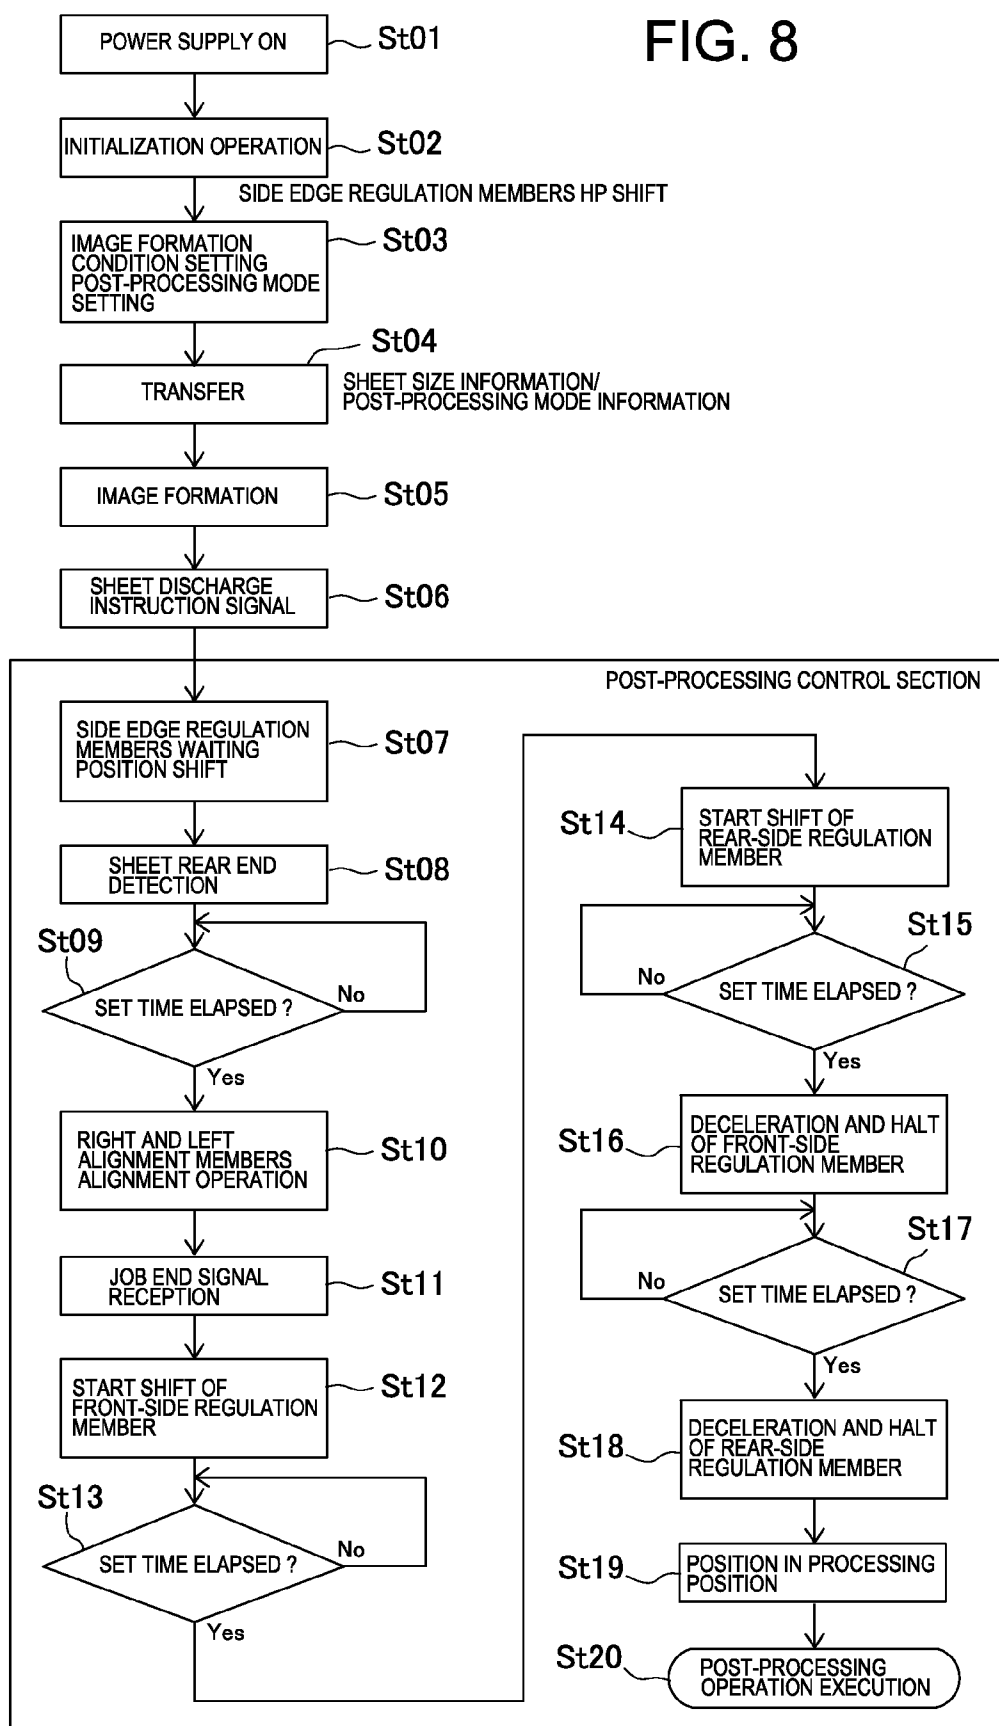 FIG. 8
POWER SUPPLY ON
St01
INITIALIZATION OPERATION
St02
SIDE EDGE REGULATION MEMBERS HP SHIFT
IMAGE FORMATION
CONDITION SETTING
POST-PROCESSING MODE
SETTING
St03
St04
TRANSFER
SHEET SIZE INFORMATION/
POST-PROCESSING MODE INFORMATION
IMAGE FORMATION
St05
SHEET DISCHARGE
INSTRUCTION SIGNAL
St06
POST-PROCESSING CONTROL SECTION
SIDE EDGE REGULATION
MEMBERS WAITING
POSITION SHIFT
St07
SHEET REAR END
DETECTION
St08
St09
SET TIME ELAPSED ?
No
Yes
RIGHT AND LEFT
ALIGNMENT MEMBERS
ALIGNMENT OPERATION
St10
JOB END SIGNAL
RECEPTION
St11
START SHIFT OF
FRONT-SIDE REGULATION
MEMBER
St12
St13
SET TIME ELAPSED ?
No
Yes
St14
START SHIFT OF
REAR-SIDE REGULATION
MEMBER
St15
No
SET TIME ELAPSED ?
Yes
St16
DECELERATION AND HALT
OF FRONT-SIDE
REGULATION MEMBER
St17
No
SET TIME ELAPSED ?
Yes
St18
DECELERATION AND HALT
OF REAR-SIDE
REGULATION MEMBER
St19
POSITION IN PROCESSING
POSITION
St20
POST-PROCESSING
OPERATION EXECUTION